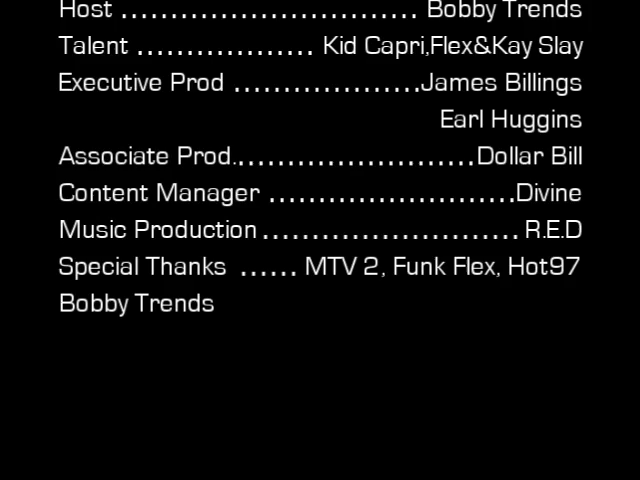 Host .............................. Bobby Trends
Talent .................. Kid Capri,Flex&Kay Slay
Executive Prod ...................James Billings
Earl Huggins
Associate Prod.........................Dollar Bill
Content Manager .........................Divine
Music Production.......................... R.E.D
Special Thanks ...... MTV 2, Funk Flex, Hot97
Bobby Trends